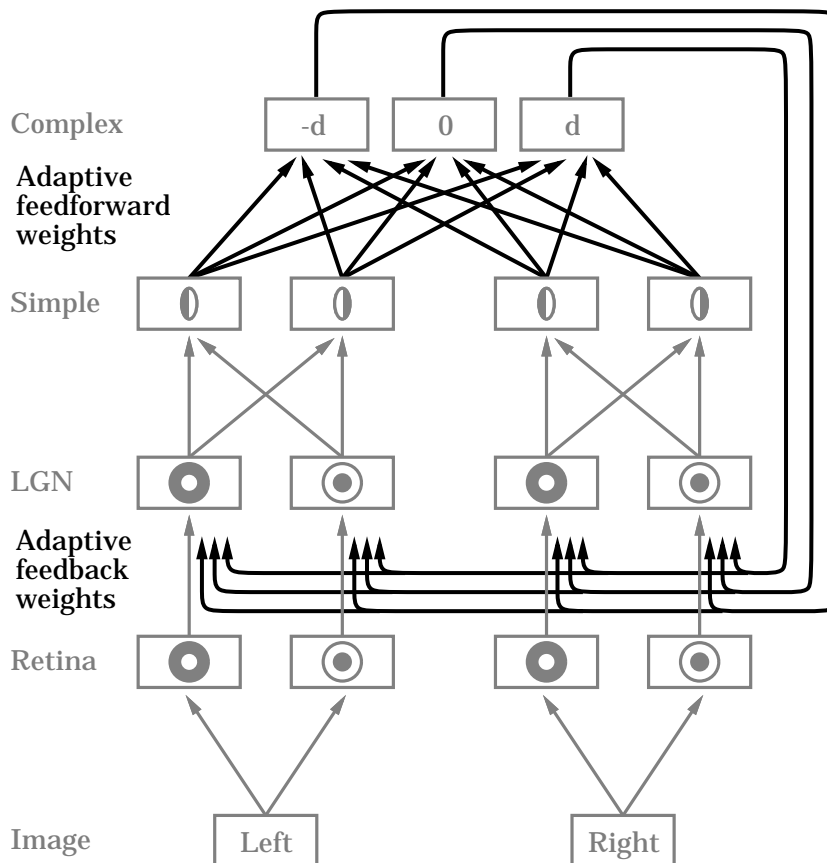 Complex
-d 0 d
Adaptive
feedforward
weights
Simple
LGN
Adaptive
feedback
weights
Retina
Image
Left Right